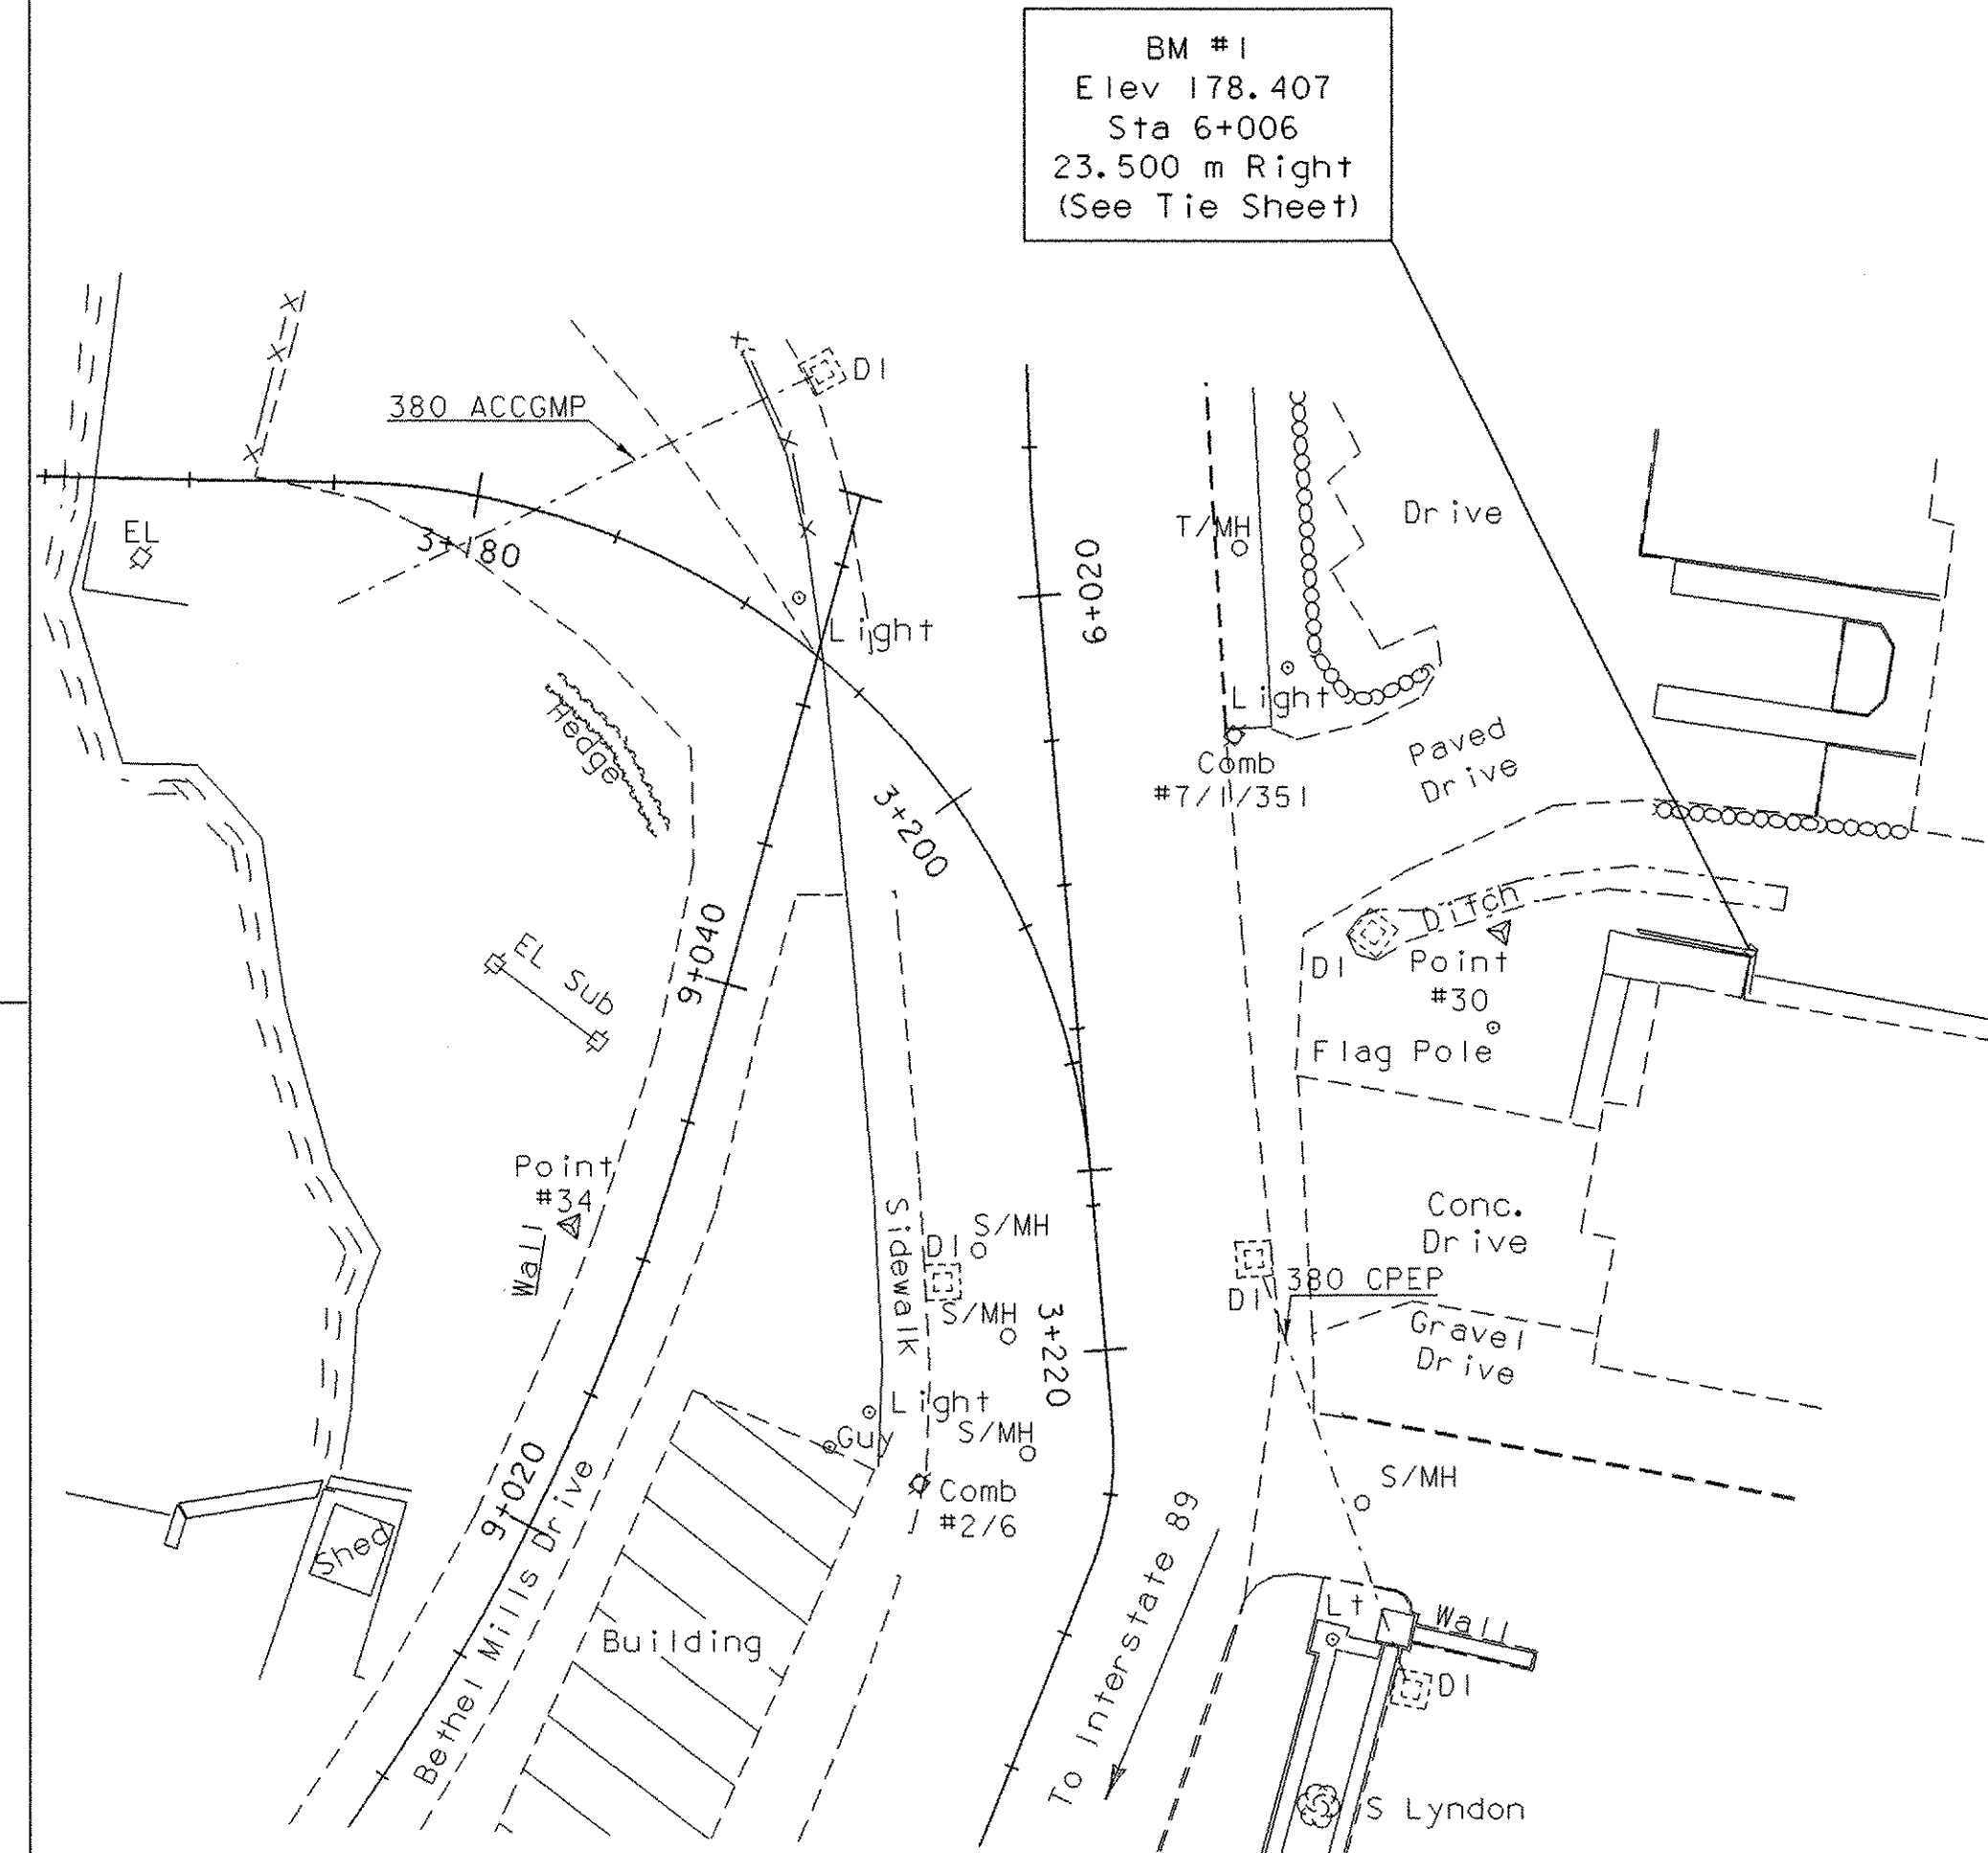 BM #1
Elev 178.407
Sta 6+006
23.500 m Right
(See Tie Sheet)
DI
380 ACCGMP
EL
3+180
T/MH
Drive
6+020
Light
Light
Hedge
Paved
Drive
Comb
#7/1/351
3+200
Ditch
9+040
EL Sub
DI
Point
#30
Flag Pole
Point
#34
Wall
Sidewalk
S/MH
DI
Conc.
Drive
380 CPEP
DI
S/MH
3+220
Gravel
Drive
Light
Guy
S/MH
S/MH
Comb
#2/6
9+020
Shed
Bethel Mills Drive
To Interstate 89
Building
Lt
Wall
DI
S Lyndon